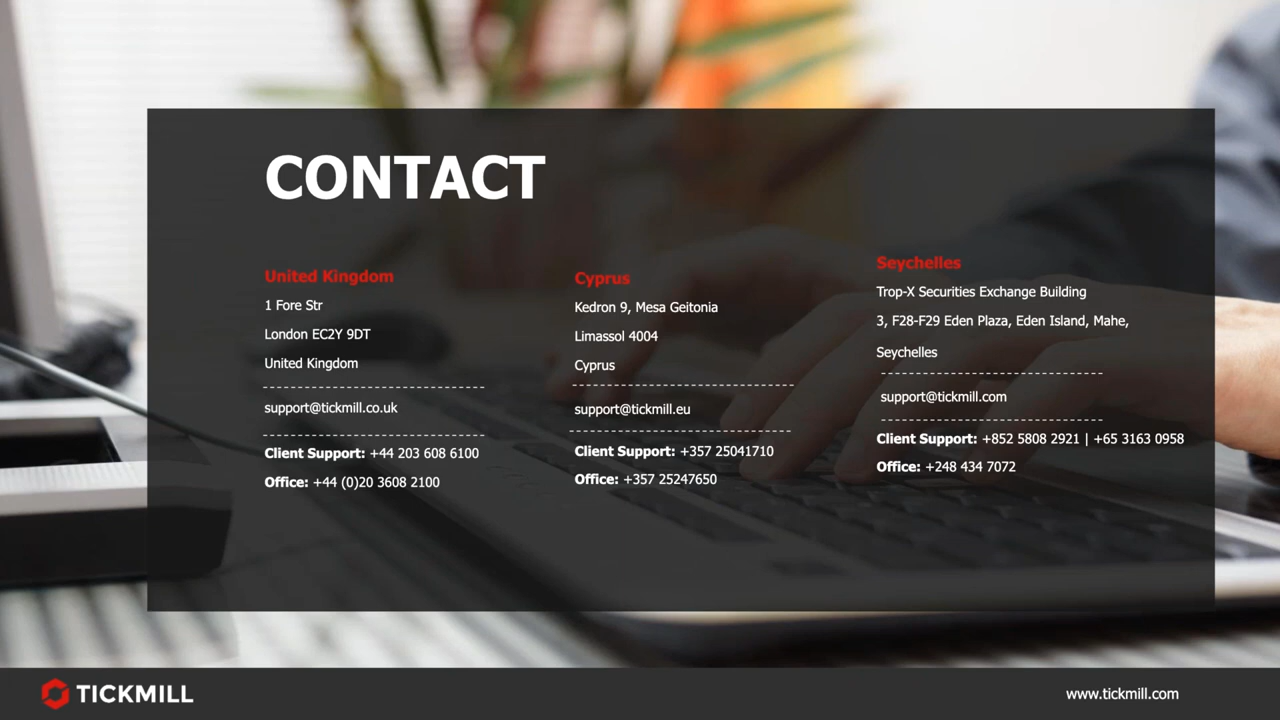 CONTACT
United Kingdom
1 Fore Str
London EC2Y 9DT
United Kingdom
support@tickmill.co.uk
Client Support: +44 203 608 6100
Office: +44 (0)20 3608 2100
Cyprus
Kedron 9, Mesa Geitonia
Limassol 4004
Cyprus
support@tickmill.eu
Client Support: +357 25041710
Office: +357 25247650
Seychelles
Trop-X Securities Exchange Building
3, F28-F29 Eden Plaza, Eden Island, Mahe,
Seychelles
support@tickmill.com
Client Support: +852 5808 2921 | +65 3163 0958
Office: +248 434 7072
TICKMILL
www.tickmill.com